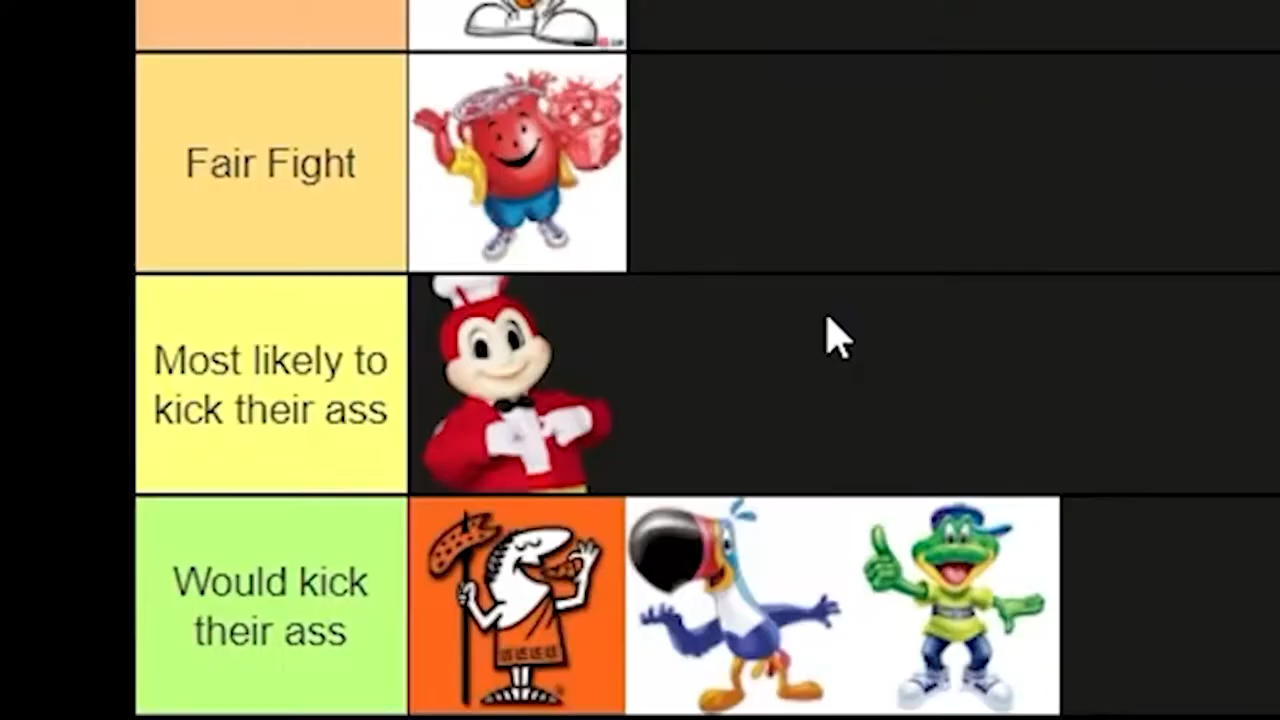 Fair Fight
Most likely to
kick their ass
Would kick
their ass